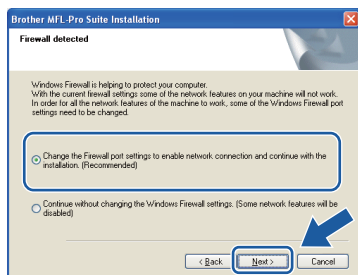 Brother MFL-Pro Suite Installation
Firewall detected
Windows Firewall is helping to protect your computer.
With the current firewall settings some of the network features on your machine will not work.
In order for all the network features of the machine to work, some of the Windows Firewall port
settings need to be changed.
Change the Firewall port settings to enable network connection and continue with the
installation. (Recommended)
Continue without changing the Windows Firewall settings. (Some network features will be
disabled)
< Back
Next >
Cancel